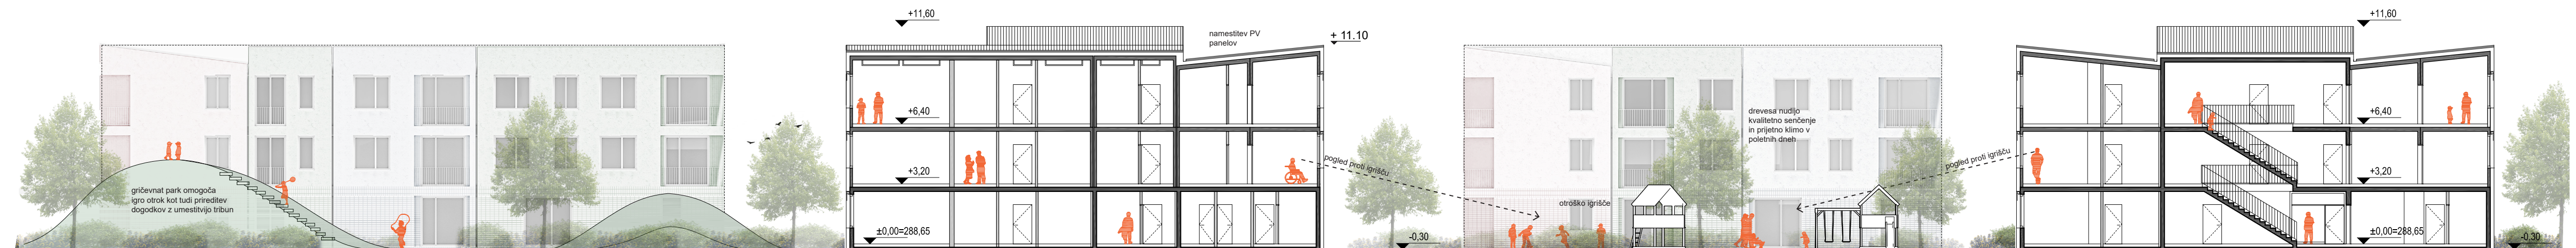 gričevnat park omogoča
igro otrok kot tudi prireditev
dogodkov z umestitvijo tribun
+11,60
namestitev PV
panelov
+ 11.10
+6,40
+3,20
±0,00=288,65
pogled proti igrišču
-0,30
otroško igrišče
drevesa nudijo
kvalitetno senčenje
in prijetno klimo v
poletnih dneh
pogled proti igrišču
+11,60
+6,40
+3,20
±0,00=288,65
-0,30